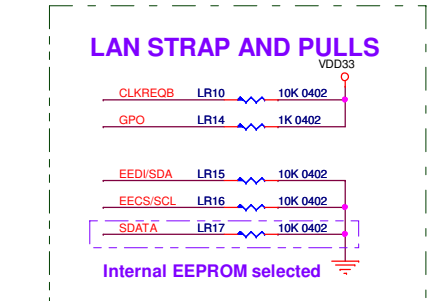 LAN STRAP AND PULLS
VDD33
CLKREQB LR10 10K 0402
GPO LR14 1K 0402
EEDI/SDA LR15 10K 0402
EECS/SCL LR16 10K 0402
SDATA LR17 10K 0402
Internal EEPROM selected